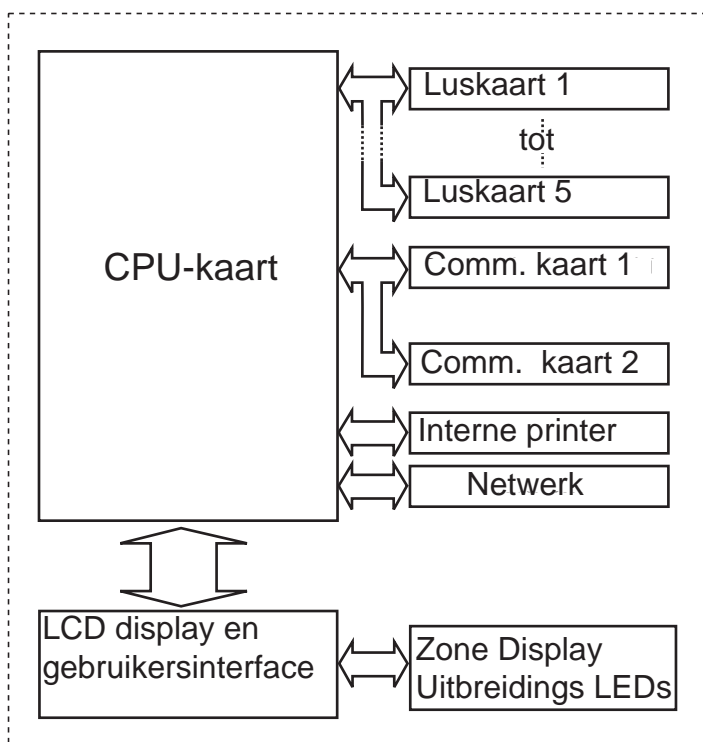 CPU-kaart
Luskaart 1
tot
Luskaart 5
Comm. kaart 1
Comm. kaart 2
Interne printer
Netwerk
LCD display en
gebruikersinterface
Zone Display
Uitbreidings LEDs